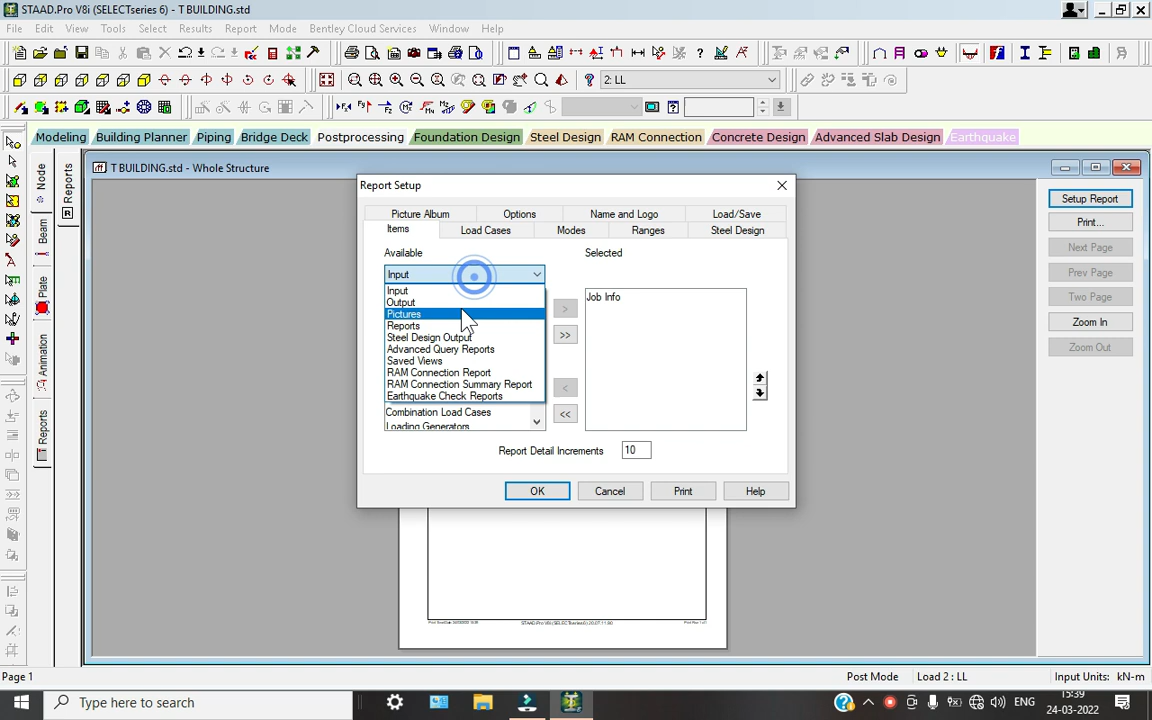 STAAD.Pro V8i (SELECTseries 6) - T BUILDING.std
File Edit View Tools Select Results Report Mode Bentley Cloud Services Window Help
2: LL
Modeling Building Planner Piping Bridge Deck Postprocessing Foundation Design Steel Design RAM Connection Concrete Design Advanced Slab Design Earthquake
T BUILDING.std - Whole Structure
Node
Beam
Plate
Animation
Reports
Reports
Report Setup
Picture Album Options Name and Logo Load/Save
Items Load Cases Modes Ranges Steel Design
Available Selected
Input
Input
Output
Pictures
Reports
Steel Design Output
Advanced Query Reports
Saved Views
RAM Connection Report
RAM Connection Summary Report
Earthquake Check Reports
Combination Load Cases
Loading Generators
>
>>
<
<<
Job Info
Report Detail Increments 10
OK Cancel Print Help
Setup Report
Print...
Next Page
Prev Page
Two Page
Zoom In
Zoom Out
Page 1 Post Mode Load 2 : LL Input Units: kN-m
Type here to search
ENG
15:39
24-03-2022